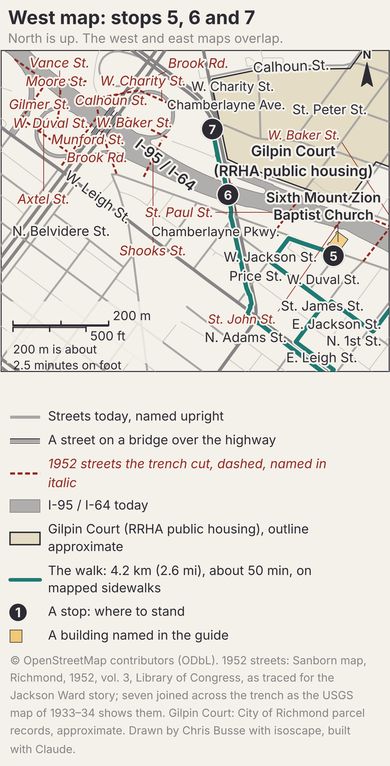 West map: stops 5, 6 and 7
North is up. The west and east maps overlap.
Vance St.
Brook Rd.
Calhoun St.
N
Moore St.
W. Charity St.
W. Charity St.
Gilmer St.
Calhoun St.
Chamberlayne Ave.
St. Peter St.
W. Duval St.
W. Baker St.
7
W. Baker St.
Munford St.
Gilpin Court
Brook Rd.
I-95 / I-64
(RRHA public housing)
W. Leigh St.
Axtel St.
6
Sixth Mount Zion
Baptist Church
St. Paul St.
N. Belvidere St.
Chamberlayne Pkwy.
Shooks St.
W. Jackson St.
5
Price St.
W. Duval St.
St. James St.
200 m
St. John St.
E. Jackson St.
500 ft
N. Adams St.
N. 1st St.
200 m is about
2.5 minutes on foot
E. Leigh St.
Streets today, named upright
A street on a bridge over the highway
1952 streets the trench cut, dashed, named in
italic
I-95 / I-64 today
Gilpin Court (RRHA public housing), outline
approximate
The walk: 4.2 km (2.6 mi), about 50 min, on
mapped sidewalks
1
A stop: where to stand
A building named in the guide
© OpenStreetMap contributors (ODbL). 1952 streets: Sanborn map,
Richmond, 1952, vol. 3, Library of Congress, as traced for the
Jackson Ward story; seven joined across the trench as the USGS
map of 1933–34 shows them. Gilpin Court: City of Richmond parcel
records, approximate. Drawn by Chris Busse with isoscape, built
with Claude.